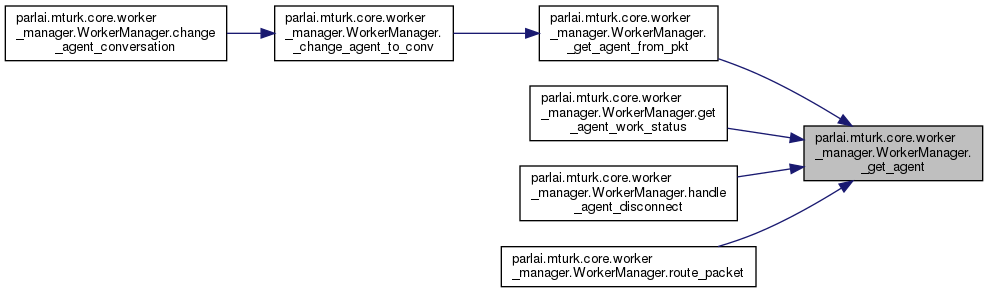 parlai.mturk.core.worker
_manager.WorkerManager.change
_agent_conversation
parlai.mturk.core.worker
_manager.WorkerManager.
_change_agent_to_conv
parlai.mturk.core.worker
_manager.WorkerManager.
_get_agent_from_pkt
parlai.mturk.core.worker
_manager.WorkerManager.get
_agent_work_status
parlai.mturk.core.worker
_manager.WorkerManager.
_get_agent
parlai.mturk.core.worker
_manager.WorkerManager.handle
_agent_disconnect
parlai.mturk.core.worker
_manager.WorkerManager.route_packet